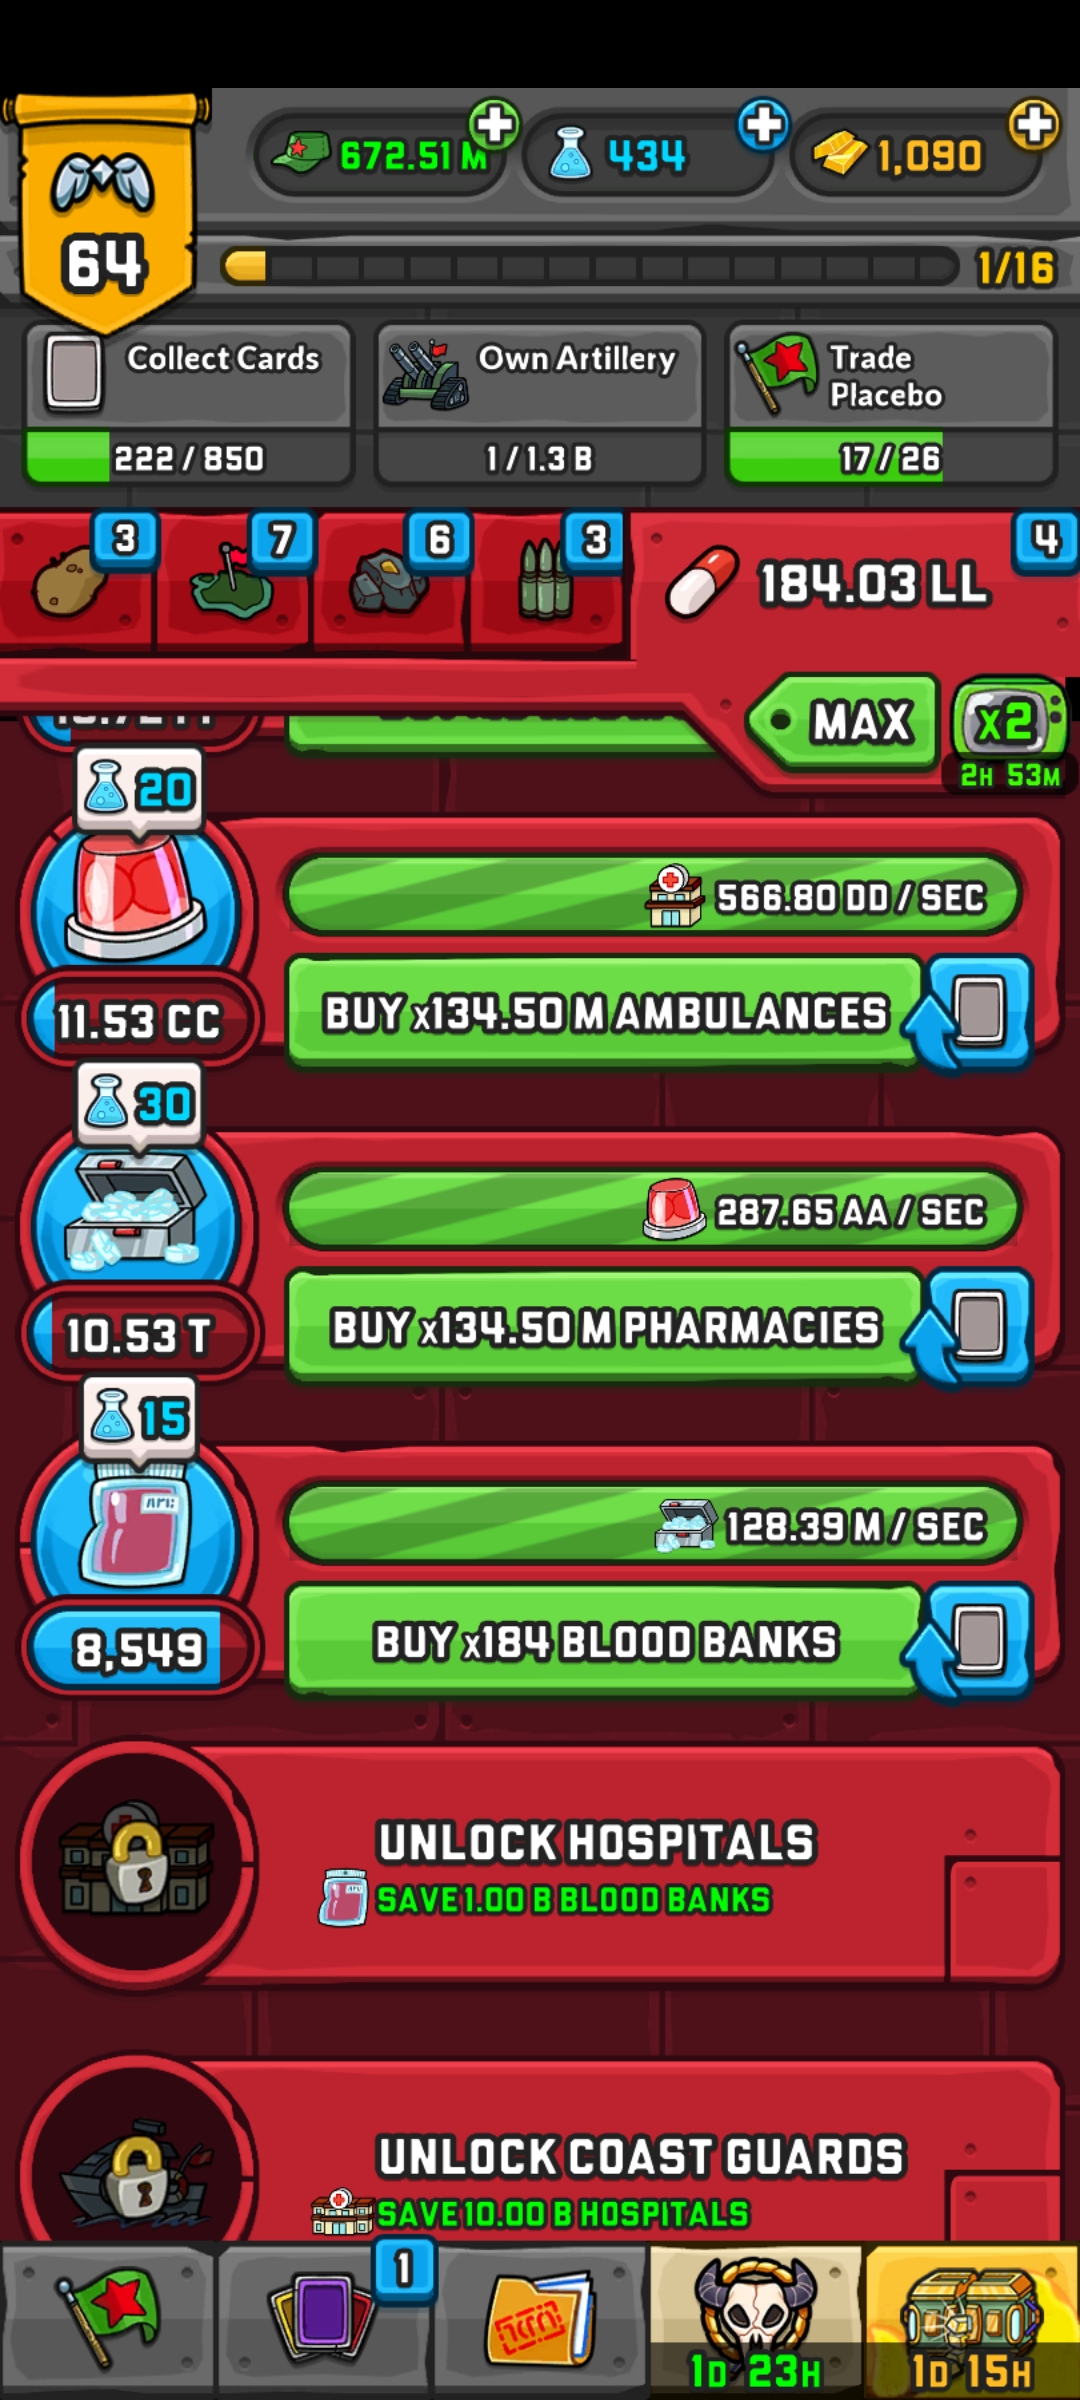 672.51 M
434
1,090
64
1/16
Collect Cards
222 / 850
Own Artillery
1 / 1.3 B
Trade
Placebo
17 / 26
3
7
6
3
184.03 LL
4
MAX
x2
2H 53M
20
566.80 DD / SEC
11.53 CC
BUY x134.50 M AMBULANCES
30
287.65 AA / SEC
10.53 T
BUY x134.50 M PHARMACIES
15
128.39 M / SEC
8,549
BUY x184 BLOOD BANKS
UNLOCK HOSPITALS
SAVE 1.00 B BLOOD BANKS
UNLOCK COAST GUARDS
SAVE 10.00 B HOSPITALS
1
1D 23H
1D 15H